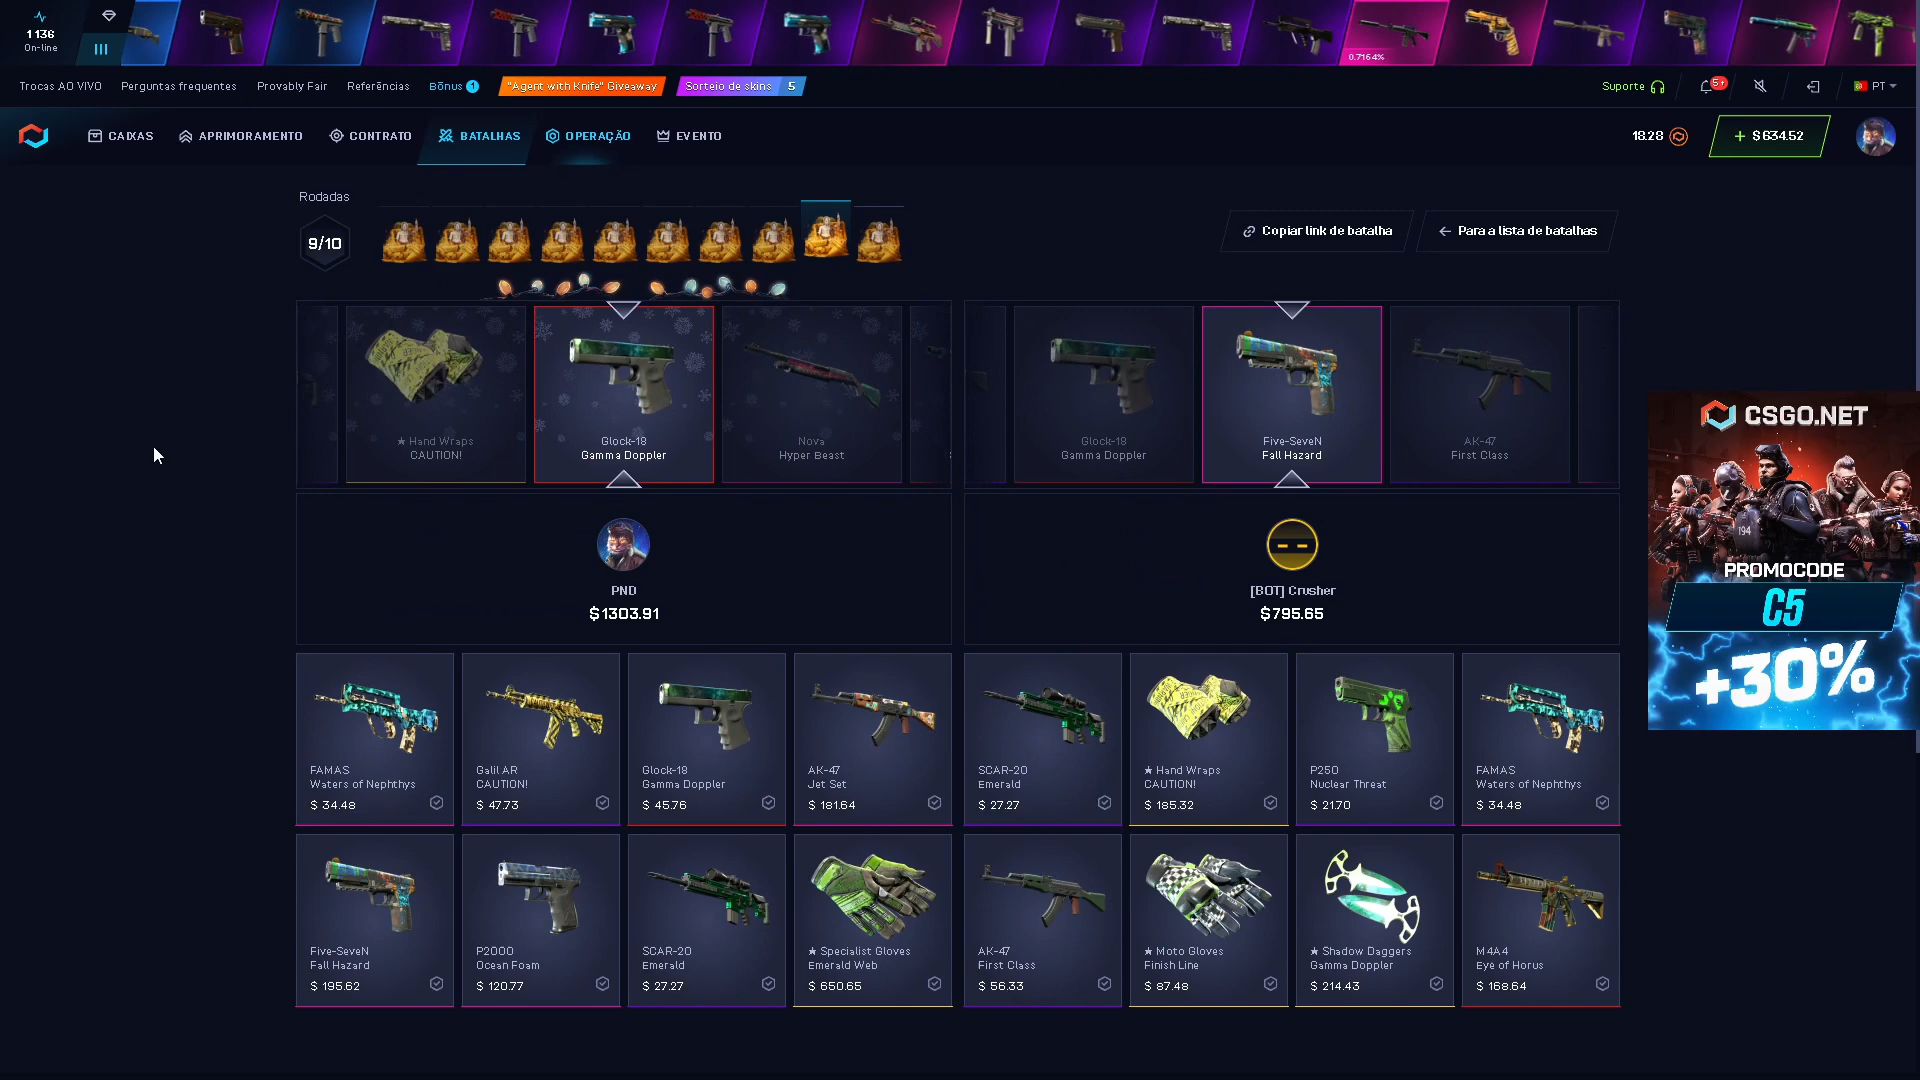 1 136
On-line
0.7164%
Trocas AO VIVO
Perguntas frequentes
Provably Fair
Referências
Bônus 1
"Agent with Knife" Giveaway
Sorteio de skins 5
Suporte
5+
PT
CAIXAS
APRIMORAMENTO
CONTRATO
BATALHAS
OPERAÇÃO
EVENTO
18.28
+ $ 634.52
Rodadas
9/10
Copiar link de batalha
Para a lista de batalhas
★ Hand Wraps
CAUTION!
Glock-18
Gamma Doppler
Nova
Hyper Beast
Glock-18
Gamma Doppler
Five-SeveN
Fall Hazard
AK-47
First Class
PND
$ 1303.91
[BOT] Crusher
$ 795.65
CSGO.NET
194
PROMOCODE
C5
+30%
FAMAS
Waters of Nephthys
$ 34.48
Galil AR
CAUTION!
$ 47.73
Glock-18
Gamma Doppler
$ 45.76
AK-47
Jet Set
$ 181.64
SCAR-20
Emerald
$ 27.27
★ Hand Wraps
CAUTION!
$ 185.32
P250
Nuclear Threat
$ 21.70
FAMAS
Waters of Nephthys
$ 34.48
Five-SeveN
Fall Hazard
$ 195.62
P2000
Ocean Foam
$ 120.77
SCAR-20
Emerald
$ 27.27
★ Specialist Gloves
Emerald Web
$ 650.65
AK-47
First Class
$ 56.33
★ Moto Gloves
Finish Line
$ 87.48
★ Shadow Daggers
Gamma Doppler
$ 214.43
M4A4
Eye of Horus
$ 168.64